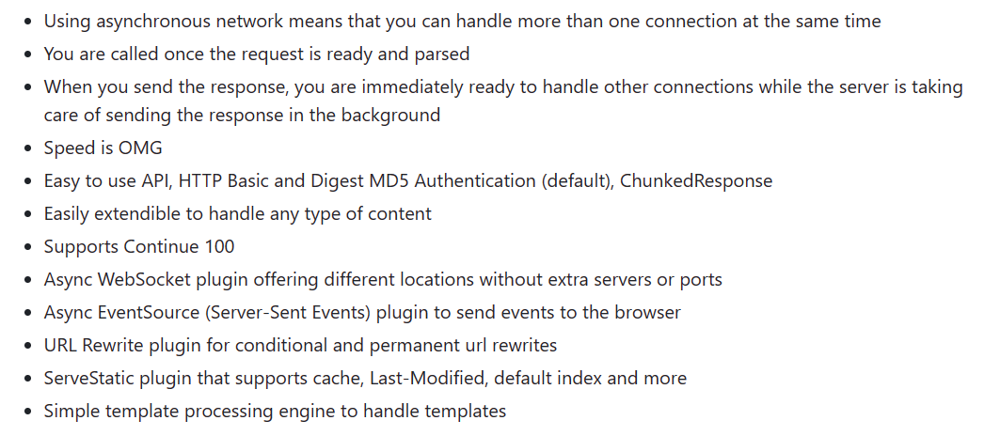 Using asynchronous network means that you can handle more than one connection at the same time
You are called once the request is ready and parsed
When you send the response, you are immediately ready to handle other connections while the server is taking
care of sending the response in the background
Speed is OMG
Easy to use API, HTTP Basic and Digest MD5 Authentication (default), ChunkedResponse
Easily extendible to handle any type of content
Supports Continue 100
Async WebSocket plugin offering different locations without extra servers or ports
Async EventSource (Server-Sent Events) plugin to send events to the browser
URL Rewrite plugin for conditional and permanent url rewrites
ServeStatic plugin that supports cache, Last-Modified, default index and more
Simple template processing engine to handle templates